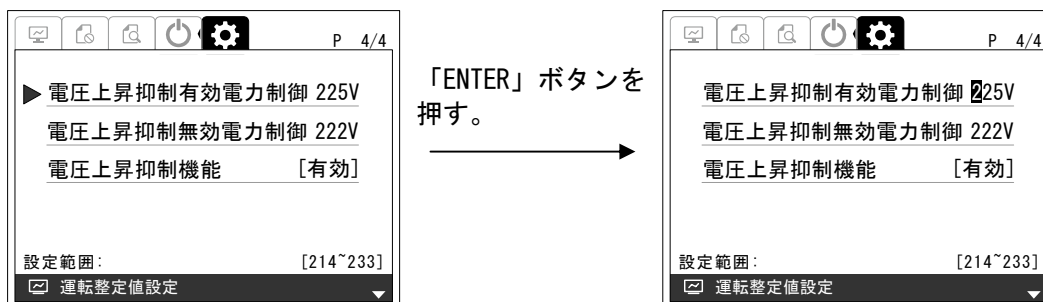 P 4/4
電圧上昇抑制有効電力制御 225V
電圧上昇抑制無効電力制御 222V
電圧上昇抑制機能 [有効]
設定範囲: [214~233]
運転整定値設定
「ENTER」ボタンを
押す。
P 4/4
電圧上昇抑制有効電力制御 225V
電圧上昇抑制無効電力制御 222V
電圧上昇抑制機能 [有効]
設定範囲: [214~233]
運転整定値設定